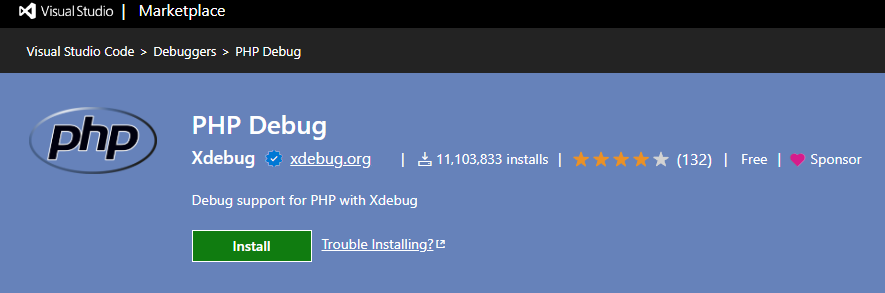 Visual Studio | Marketplace
Visual Studio Code > Debuggers > PHP Debug
php
PHP Debug
Xdebug xdebug.org | 11,103,833 installs | (132) | Free | Sponsor
Debug support for PHP with Xdebug
Install Trouble Installing?